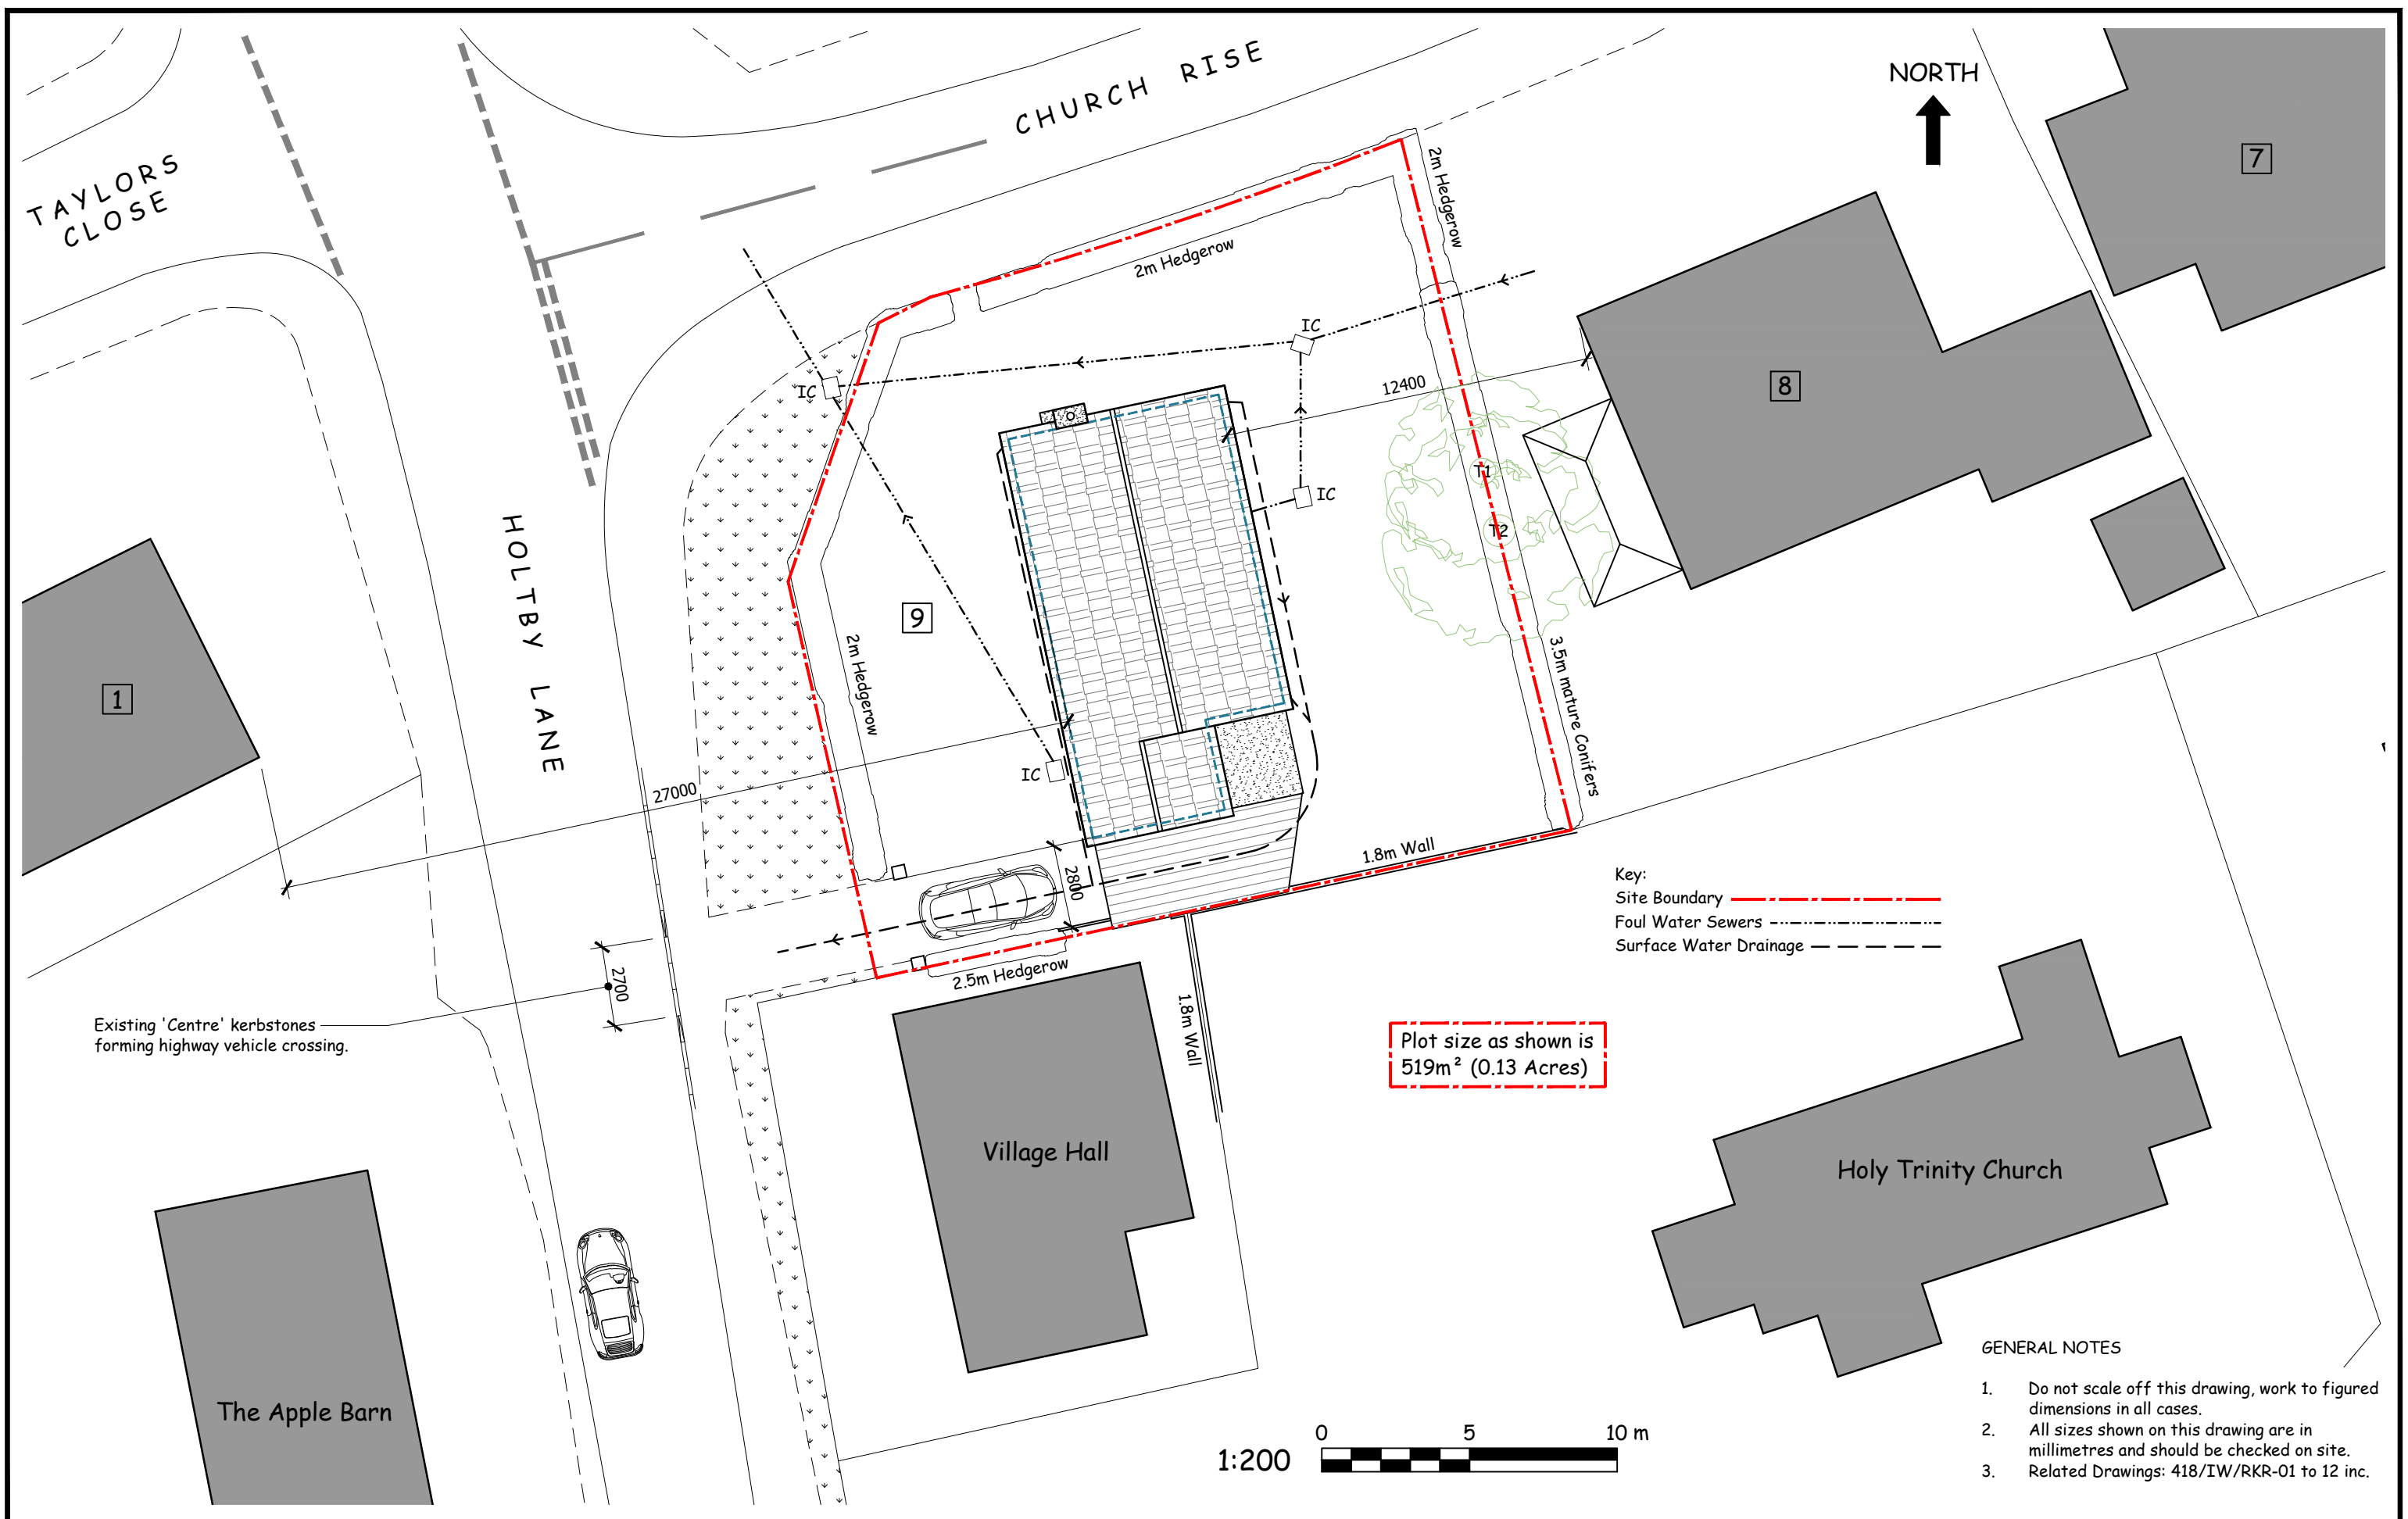 CHURCH RISE
NORTH
7
TAYLORS
CLOSE
2m Hedgerow
2m Hedgerow
IC
12400
8
IC
T1
IC
T2
HOLTBY LANE
9
2m Hedgerow
3.5m mature Conifers
1
IC
27000
2800
1.8m Wall
Key:
Site Boundary
Foul Water Sewers
Surface Water Drainage
2700
2.5m Hedgerow
1.8m Wall
Existing 'Centre' kerbstones
forming highway vehicle crossing.
Plot size as shown is
519m² (0.13 Acres)
Village Hall
Holy Trinity Church
The Apple Barn
GENERAL NOTES
1. Do not scale off this drawing, work to figured
dimensions in all cases.
2. All sizes shown on this drawing are in
millimetres and should be checked on site.
3. Related Drawings: 418/IW/RKR-01 to 12 inc.
0 5 10 m
1:200